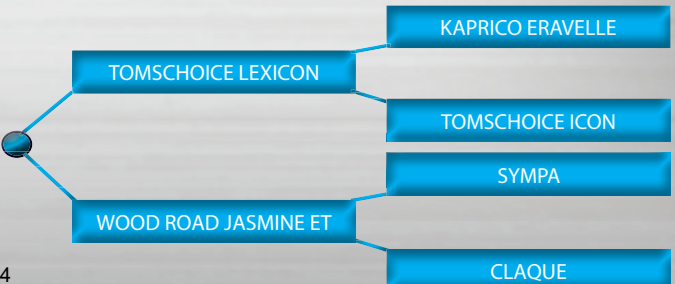 KAPRICO ERAVELLE
TOMSCHOICE LEXICON
TOMSCHOICE ICON
SYMPA
WOOD ROAD JASMINE ET
CLAQUE
4